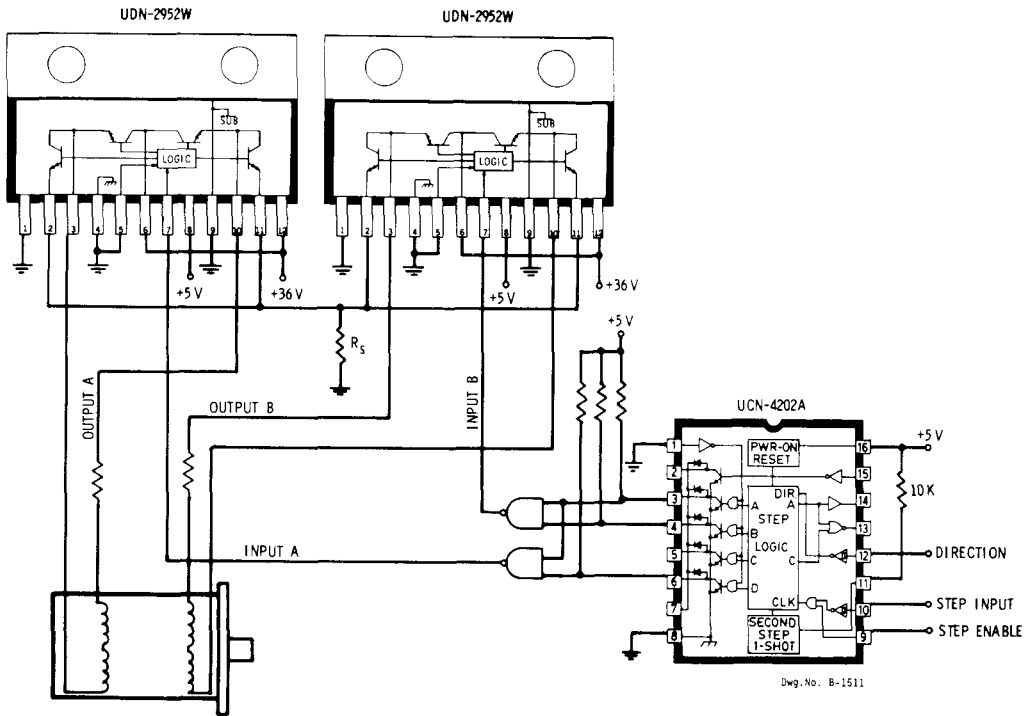 UDN-2952W
UDN-2952W
SUB
SUB
LOGIC
LOGIC
1 2 3 4 5 6 7 8 9 10 11 12
1 2 3 4 5 6 7 8 9 10 11 12
+5 V
+36 V
+5 V
+36 V
+5 V
RS
OUTPUT A
OUTPUT B
INPUT B
INPUT A
UCN-4202A
+5 V
10K
1
2
3
4
5
6
7
8
16
15
14
13
12
11
10
9
PWR-ON
RESET
DIR
A
A
STEP
B
LOGIC
C
C
D
CLK
SECOND
STEP
1-SHOT
DIRECTION
STEP INPUT
STEP ENABLE
Dwg.No. B-1511